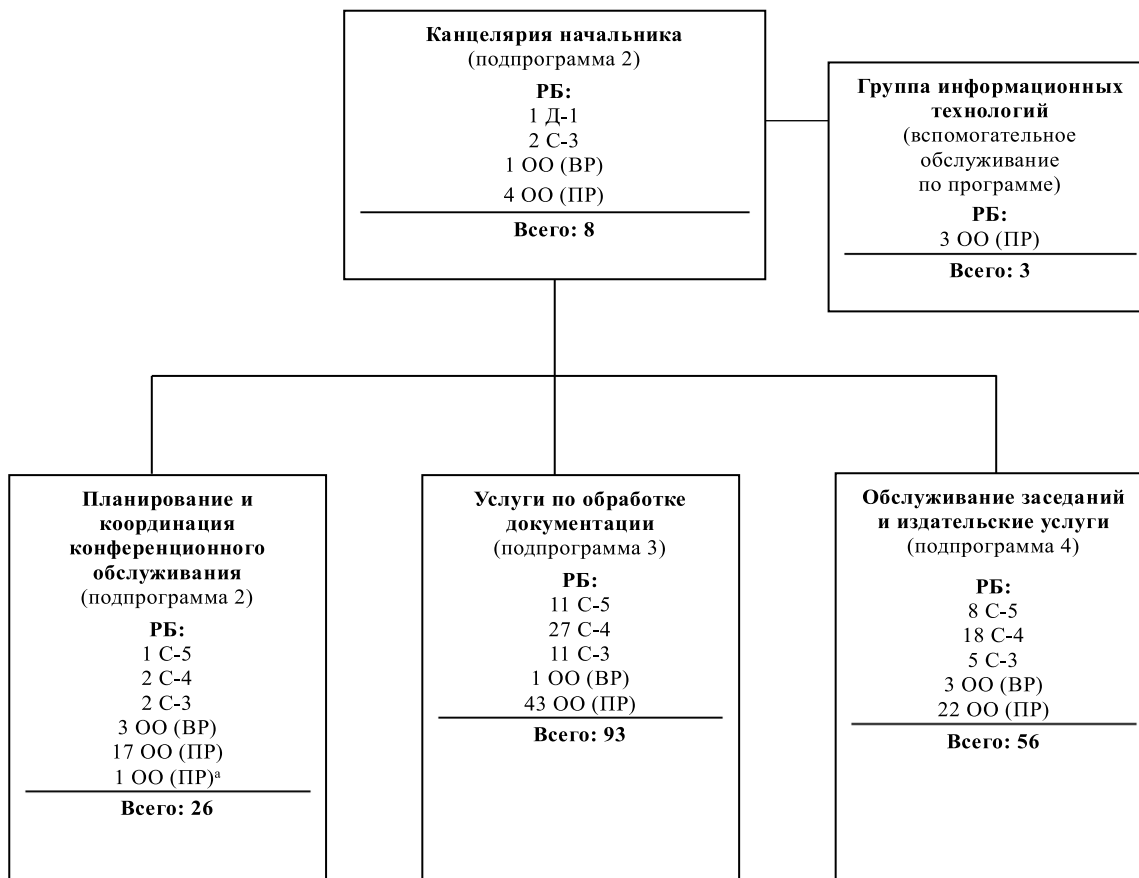 Канцелярия начальника
(подпрограмма 2)
РБ:
1 Д-1
2 С-3
1 ОО (ВР)
4 ОО (ПР)
Всего: 8
Группа информационных
технологий
(вспомогательное
обслуживание
по программе)
РБ:
3 ОО (ПР)
Всего: 3
Планирование и
координация
конференционного
обслуживания
(подпрограмма 2)
РБ:
1 С-5
2 С-4
2 С-3
3 ОО (ВР)
17 ОО (ПР)
1 ОО (ПР)ᵃ
Всего: 26
Услуги по обработке
документации
(подпрограмма 3)
РБ:
11 С-5
27 С-4
11 С-3
1 ОО (ВР)
43 ОО (ПР)
Всего: 93
Обслуживание заседаний
и издательские услуги
(подпрограмма 4)
РБ:
8 С-5
18 С-4
5 С-3
3 ОО (ВР)
22 ОО (ПР)
Всего: 56